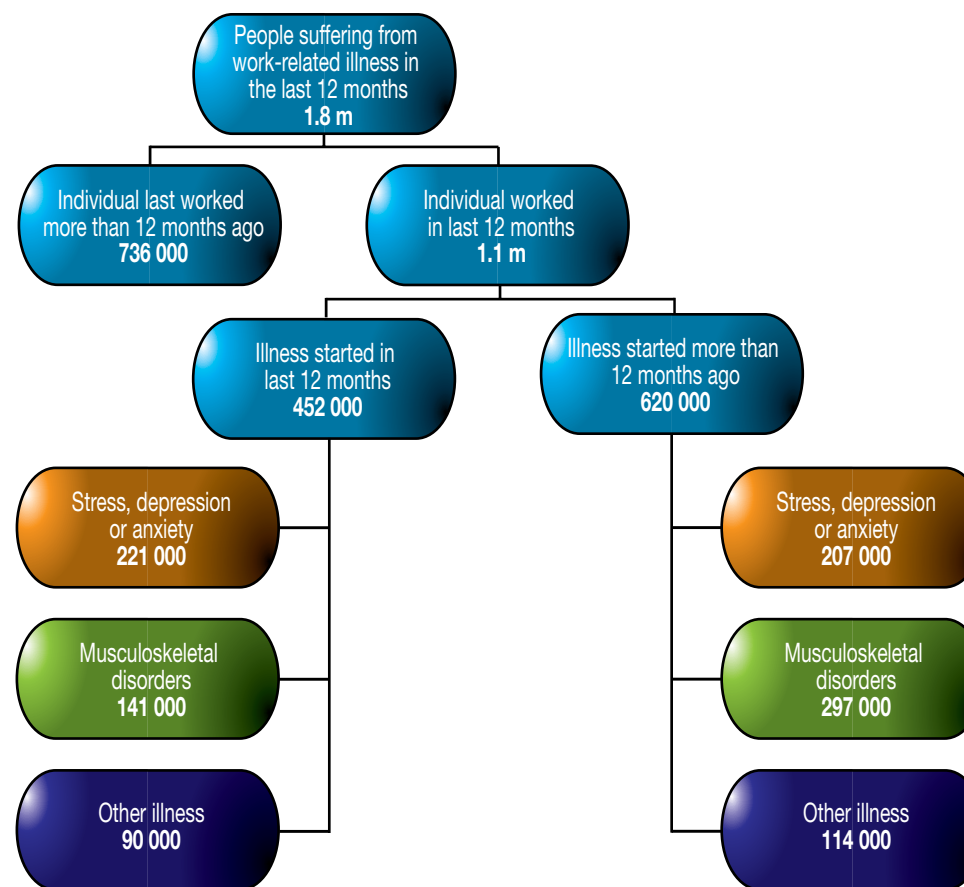 People suffering from
work-related illness in
the last 12 months
1.8 m
Individual last worked
more than 12 months ago
736 000
Individual worked
in last 12 months
1.1 m
Illness started in
last 12 months
452 000
Illness started more than
12 months ago
620 000
Stress, depression
or anxiety
221 000
Musculoskeletal
disorders
141 000
Other illness
90 000
Stress, depression
or anxiety
207 000
Musculoskeletal
disorders
297 000
Other illness
114 000